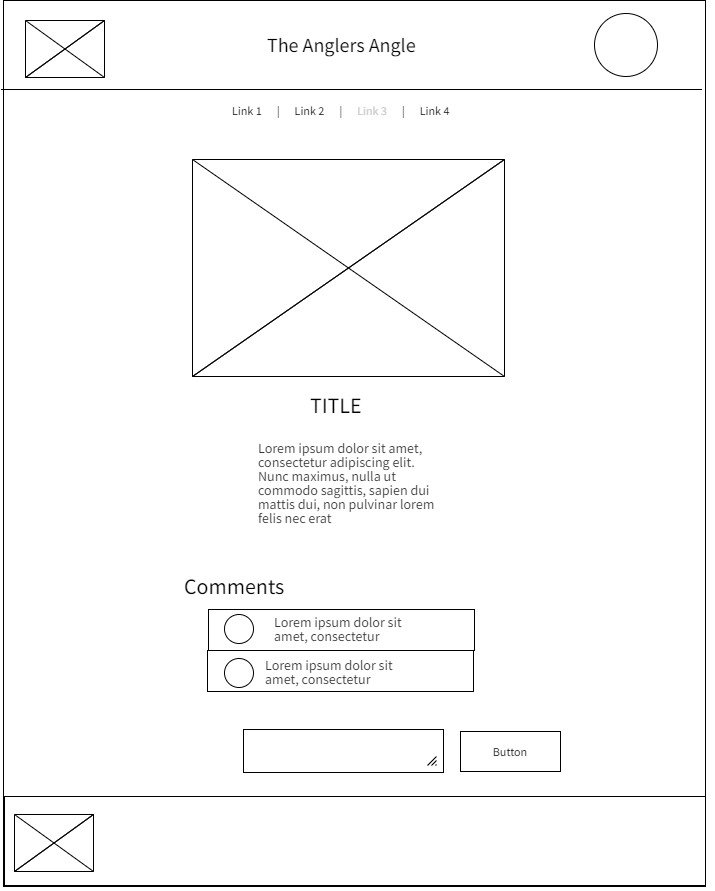 The Anglers Angle
Link 1 | Link 2 | Link 3 | Link 4
TITLE
Lorem ipsum dolor sit amet,
consectetur adipiscing elit.
Nunc maximus, nulla ut
commodo sagittis, sapien dui
mattis dui, non pulvinar lorem
felis nec erat
Comments
Lorem ipsum dolor sit
amet, consectetur
Lorem ipsum dolor sit
amet, consectetur
Button